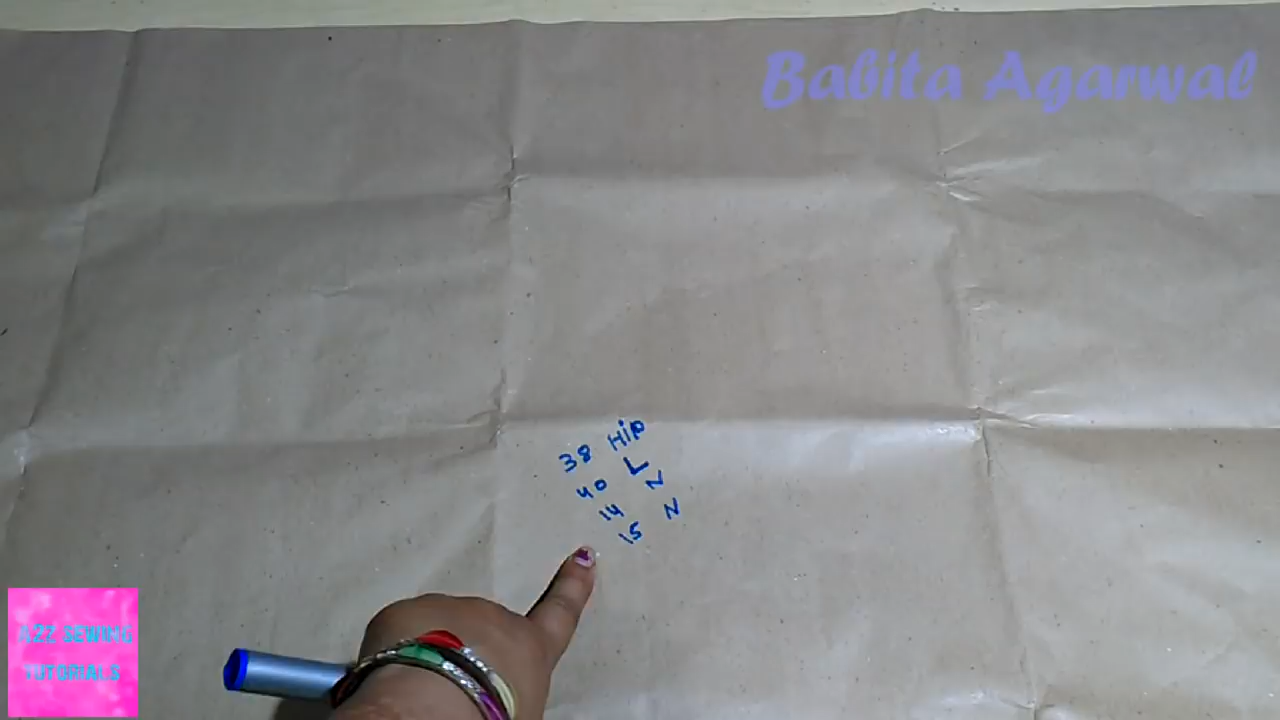 Babita Agarwal
38 HiP
40 L
14 N
15 N
A2Z SEWING
TUTORIALS